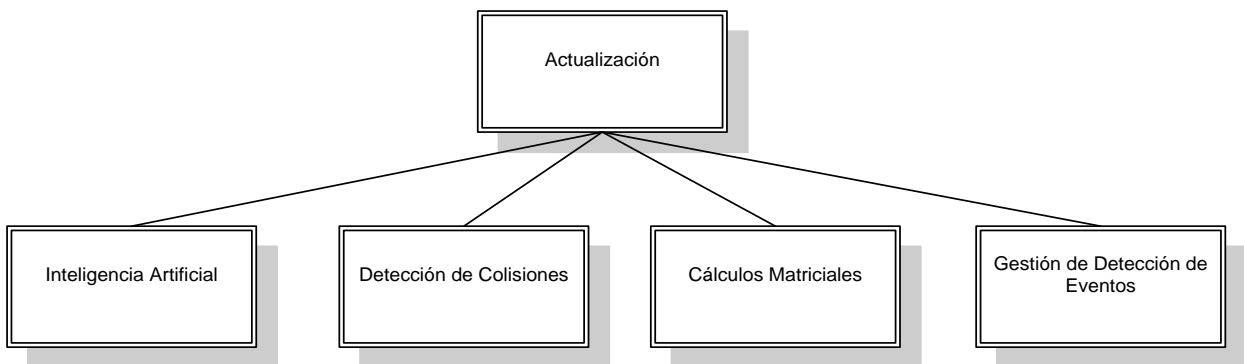 Actualización
Inteligencia Artificial
Detección de Colisiones
Cálculos Matriciales
Gestión de Detección de
Eventos